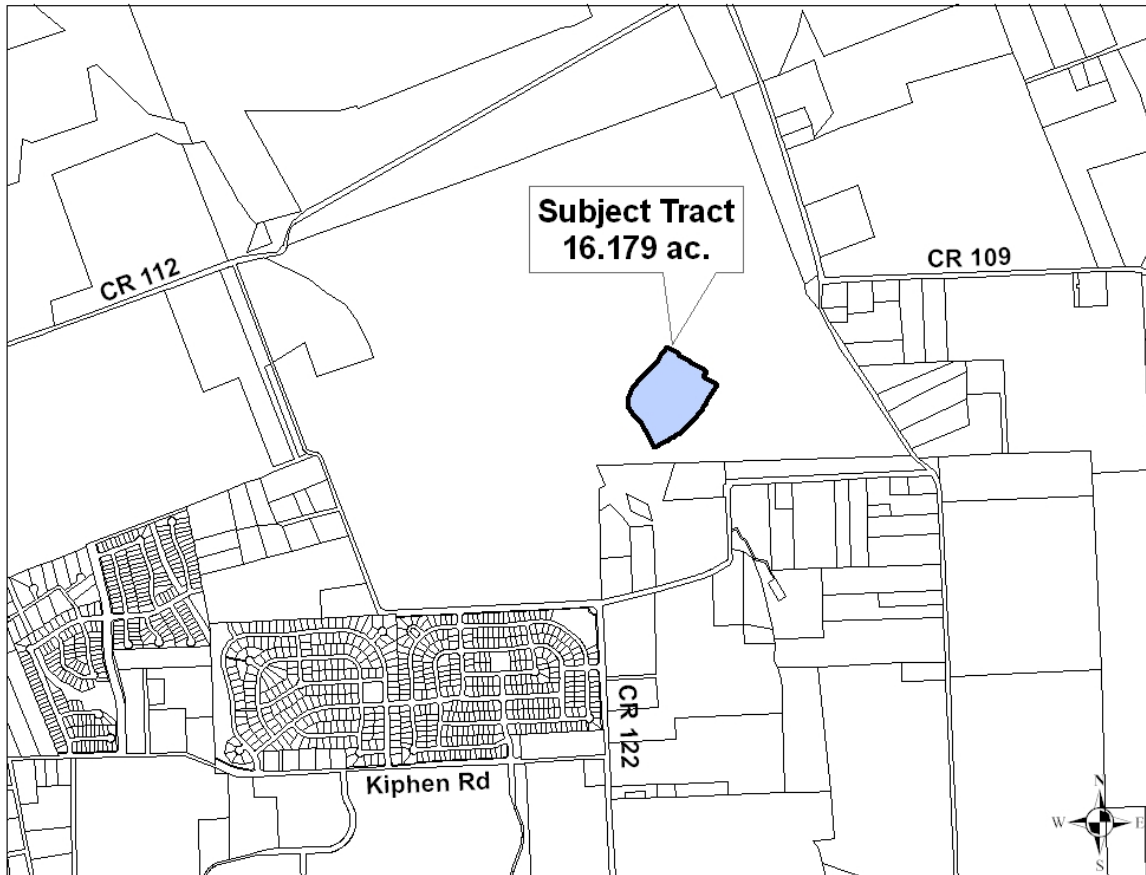 Subject Tract
16.179 ac.
CR 112
CR 109
CR 122
Kiphen Rd
N
W E
S